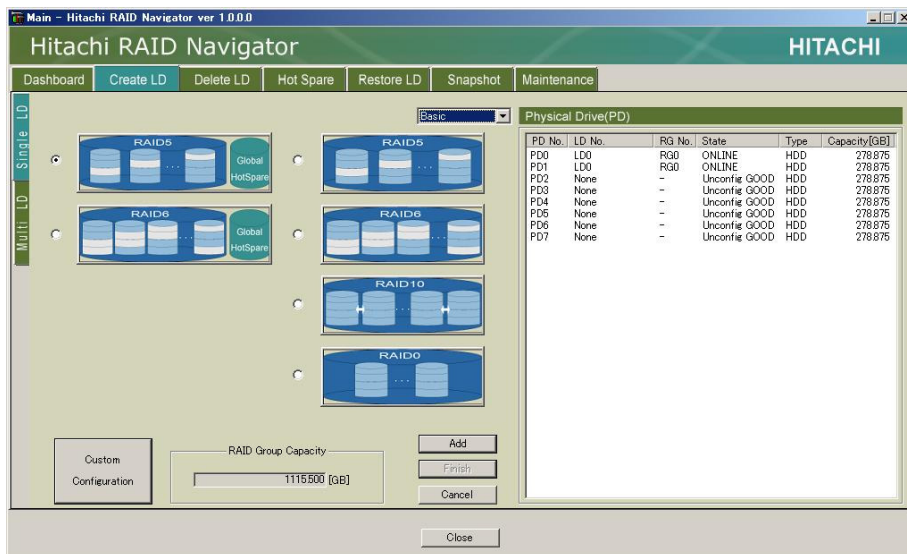 Main - Hitachi RAID Navigator ver 1.0.0.0
Hitachi RAID Navigator
HITACHI
Dashboard Create LD Delete LD Hot Spare Restore LD Snapshot Maintenance
Single LD
Multi LD
Basic
RAID5
Global
HotSpare
RAID5
RAID6
Global
HotSpare
RAID6
RAID10
RAID0
Custom
Configuration
RAID Group Capacity
1115.500 [GB]
Add
Finish
Cancel
Physical Drive(PD)
PD No. LD No. RG No. State Type Capacity[GB]
PD0 LD0 RG0 ONLINE HDD 278.875
PD1 LD0 RG0 ONLINE HDD 278.875
PD2 None - Unconfig GOOD HDD 278.875
PD3 None - Unconfig GOOD HDD 278.875
PD4 None - Unconfig GOOD HDD 278.875
PD5 None - Unconfig GOOD HDD 278.875
PD6 None - Unconfig GOOD HDD 278.875
PD7 None - Unconfig GOOD HDD 278.875
Close